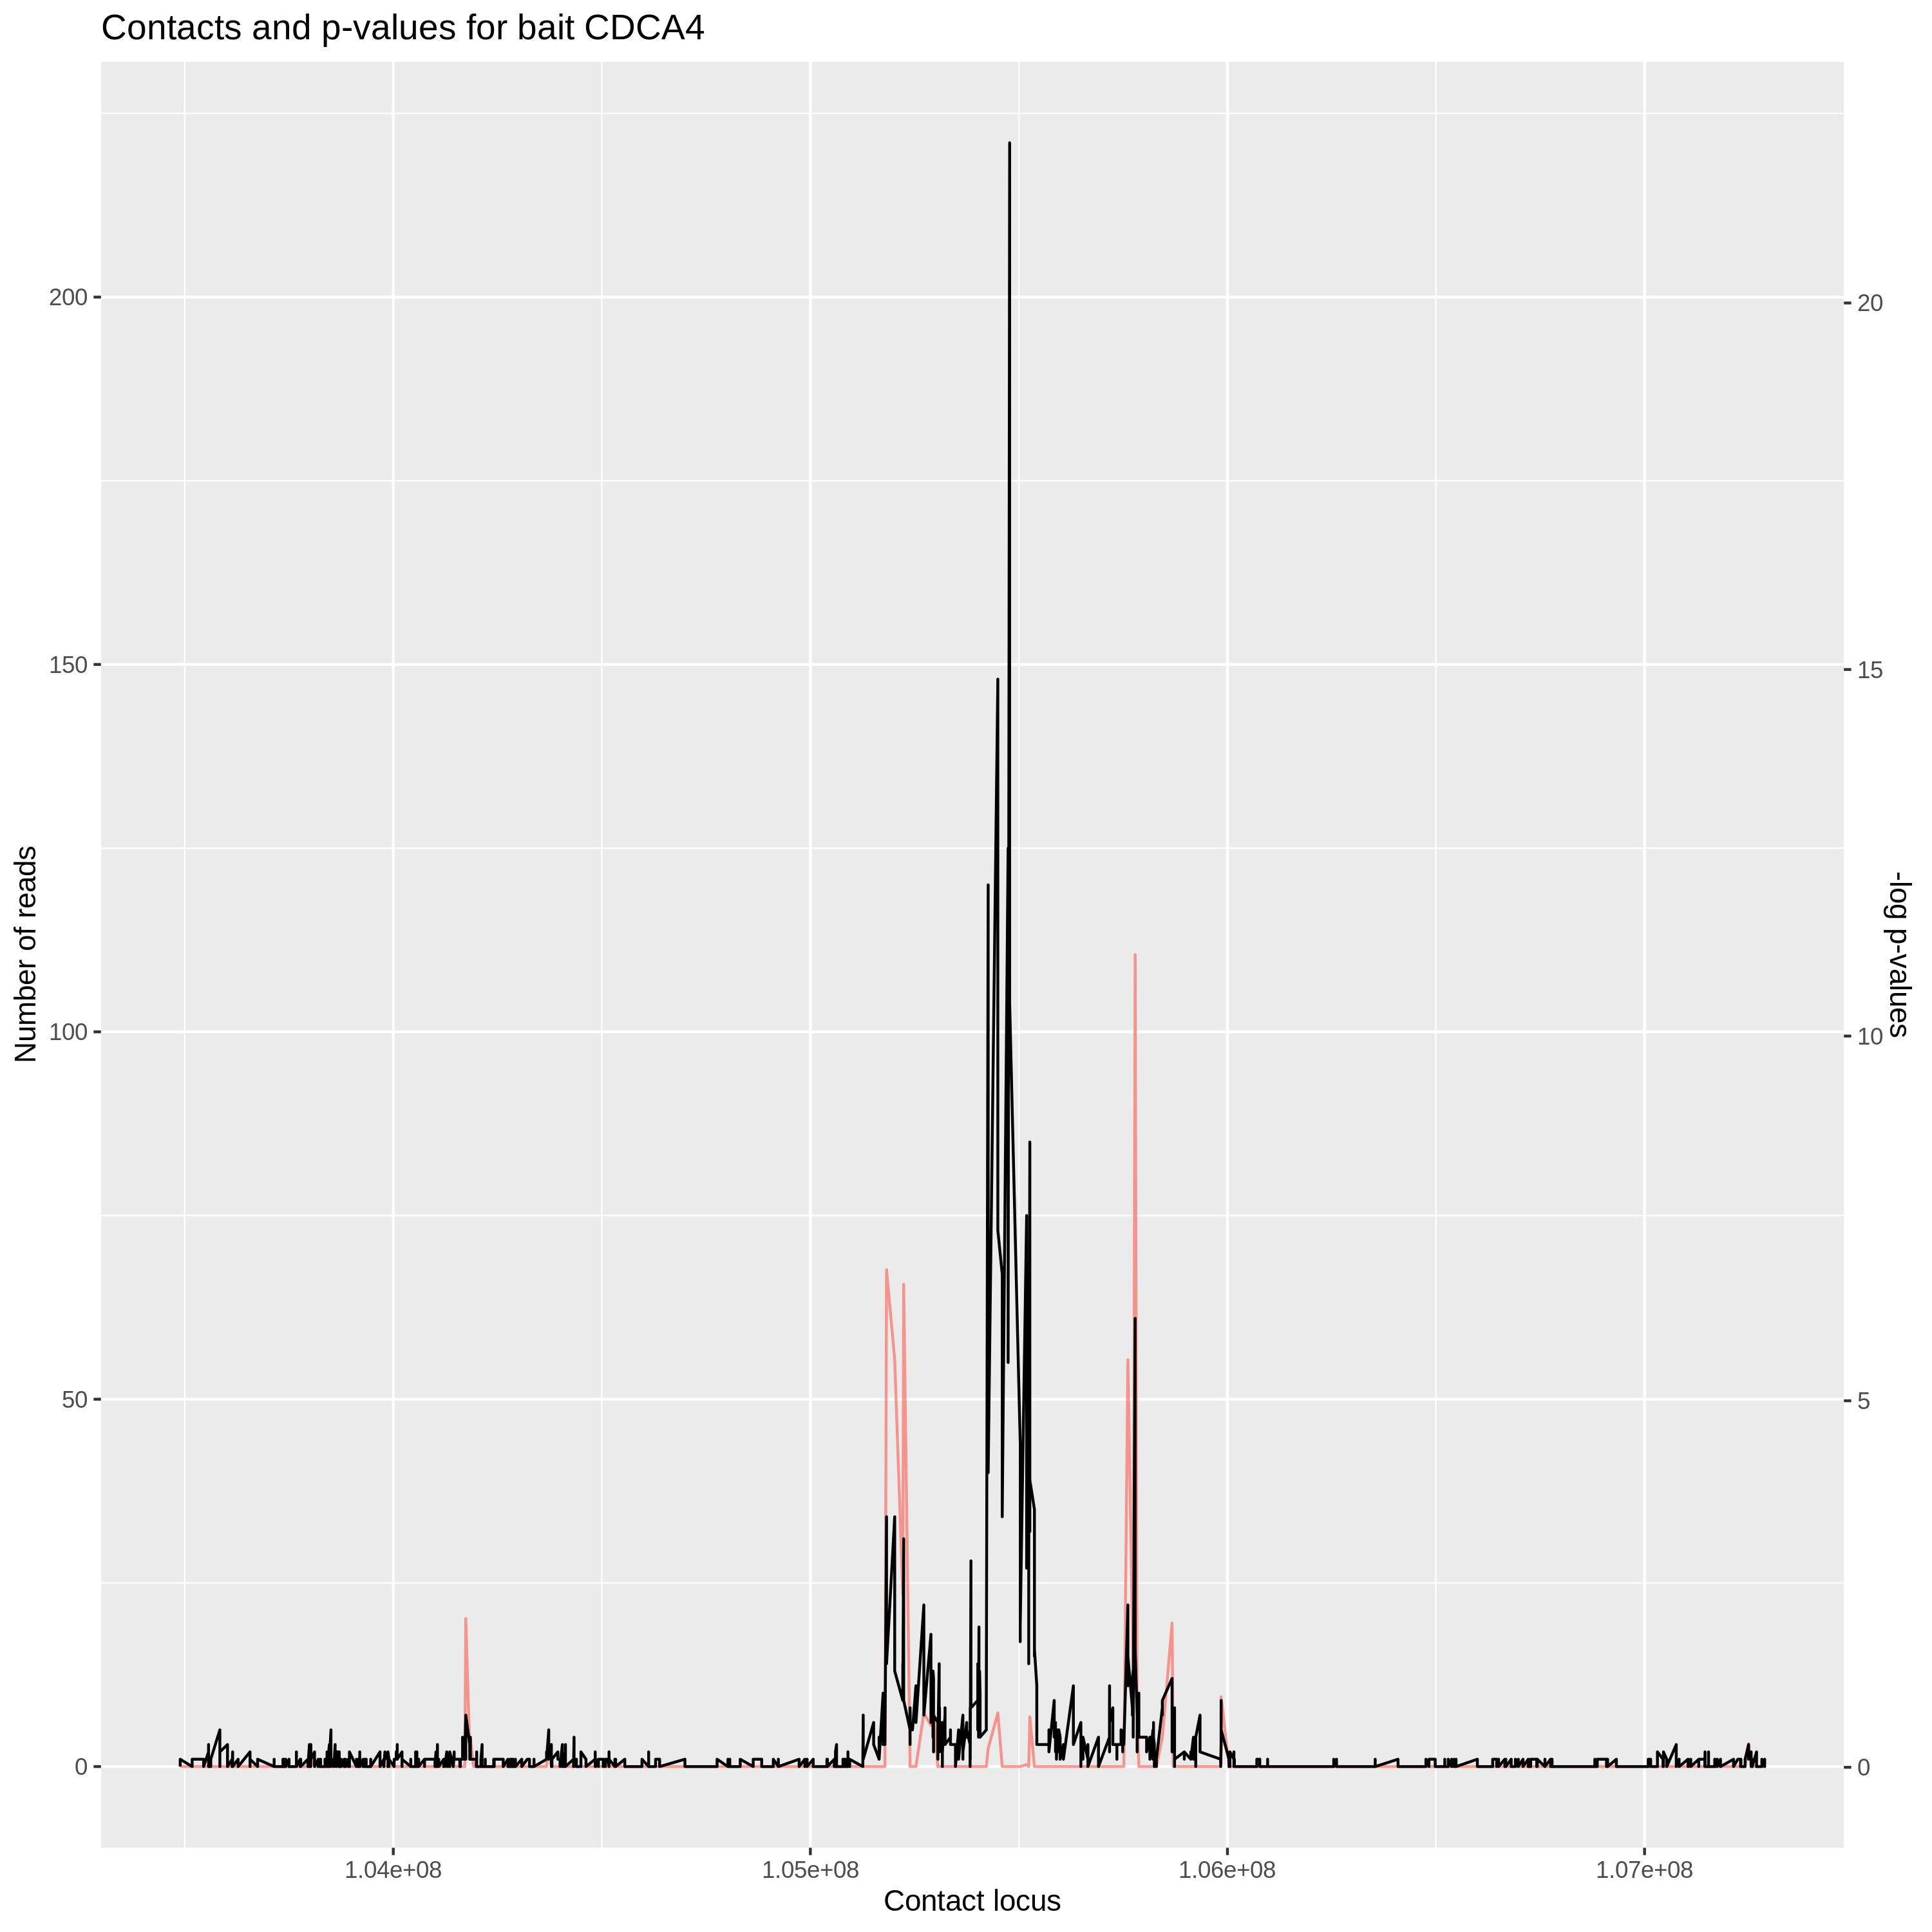 Contacts and p-values for bait CDCA4
200
150
100
50
0
Number of reads
20
15
10
5
0
-log p-values
1.04e+08
1.05e+08
1.06e+08
1.07e+08
Contact locus